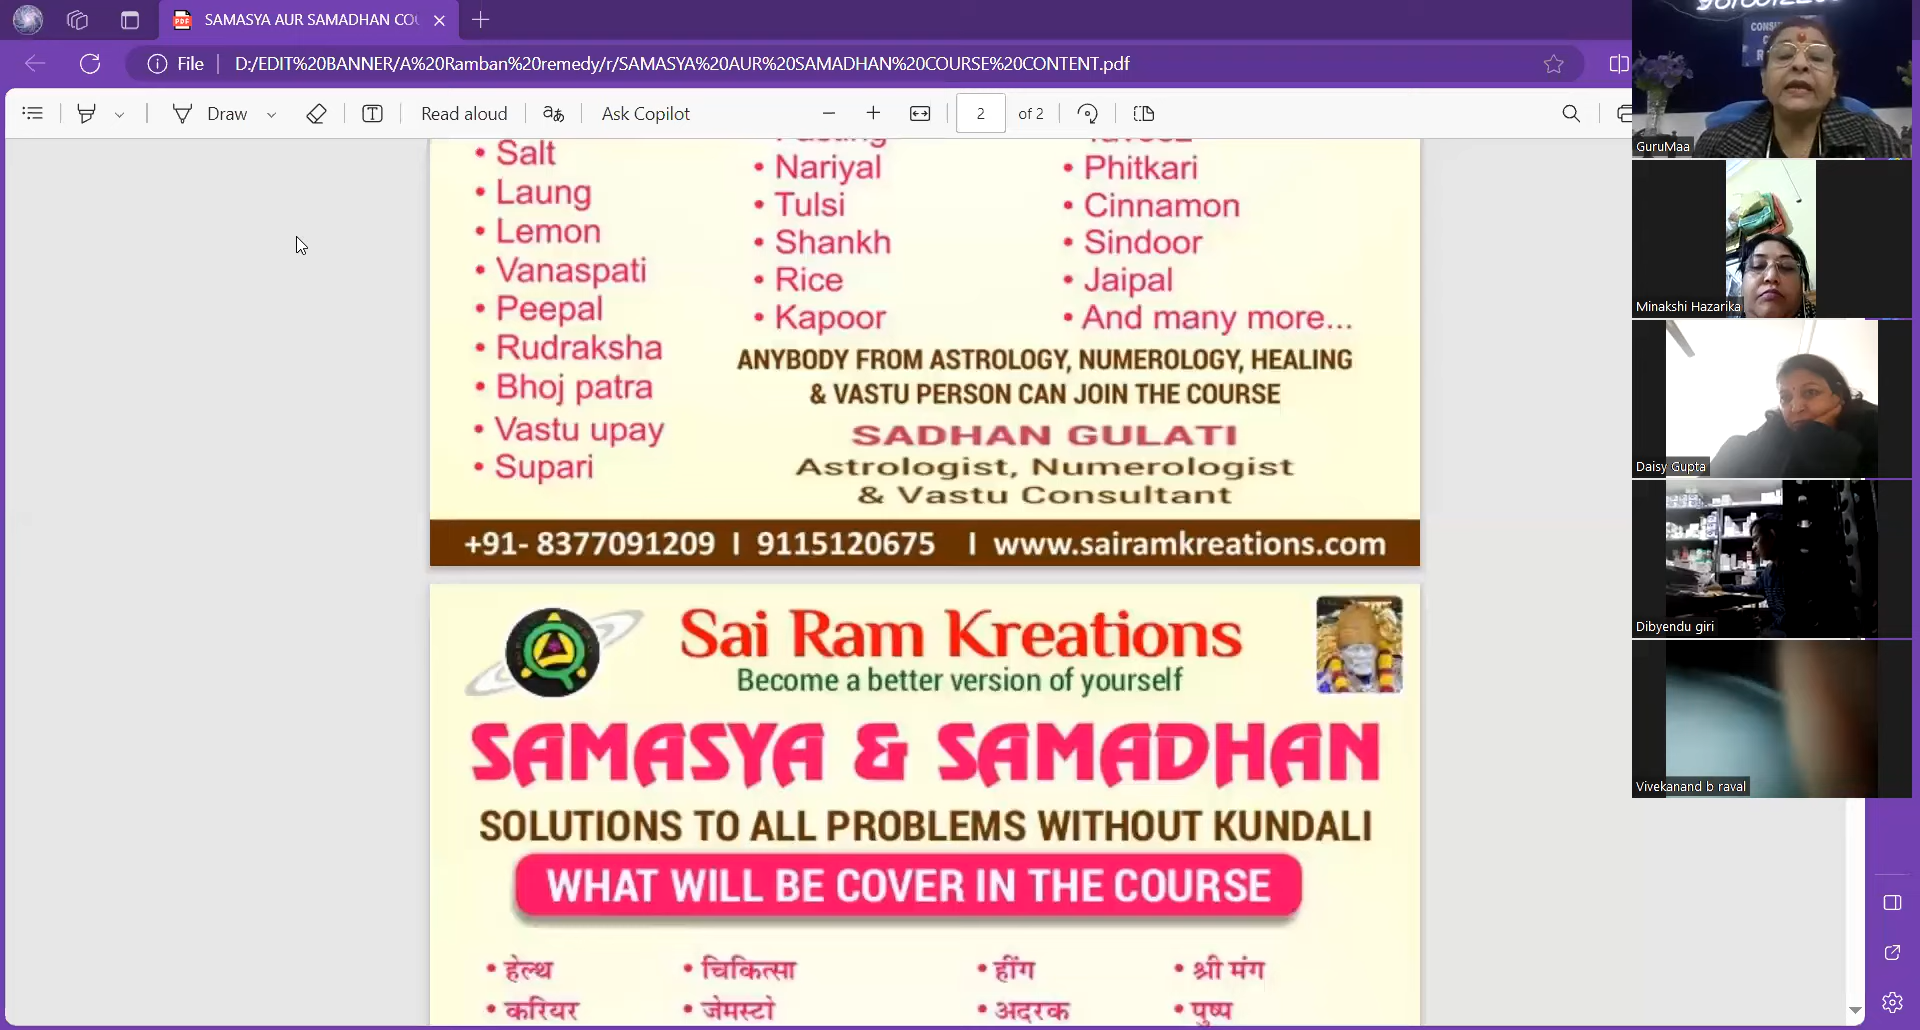 SAMASYA AUR SAMADHAN CO
File
D:/EDIT%20BANNER/A%20Ramban%20remedy/r/SAMASYA%20AUR%20SAMADHAN%20COURSE%20CONTENT.pdf
Draw
Read aloud
Ask Copilot
2
of 2
• Salt
• Laung
• Lemon
• Vanaspati
• Peepal
• Rudraksha
• Bhoj patra
• Vastu upay
• Supari
• Nariyal
• Tulsi
• Shankh
• Rice
• Kapoor
• Phitkari
• Cinnamon
• Sindoor
• Jaipal
• And many more...
ANYBODY FROM ASTROLOGY, NUMEROLOGY, HEALING
& VASTU PERSON CAN JOIN THE COURSE
SADHAN GULATI
Astrologist, Numerologist
& Vastu Consultant
+91- 8377091209 I 9115120675 I www.sairamkreations.com
Sai Ram Kreations
Become a better version of yourself
SAMASYA & SAMADHAN
SOLUTIONS TO ALL PROBLEMS WITHOUT KUNDALI
WHAT WILL BE COVER IN THE COURSE
• हेल्थ
• चिकित्सा
• हींग
• श्री मंग
• करियर
• जेमस्टो
• अदरक
• पुष्प
GuruMaa
Minakshi Hazarika
Daisy Gupta
Dibyendu giri
Vivekanand b raval